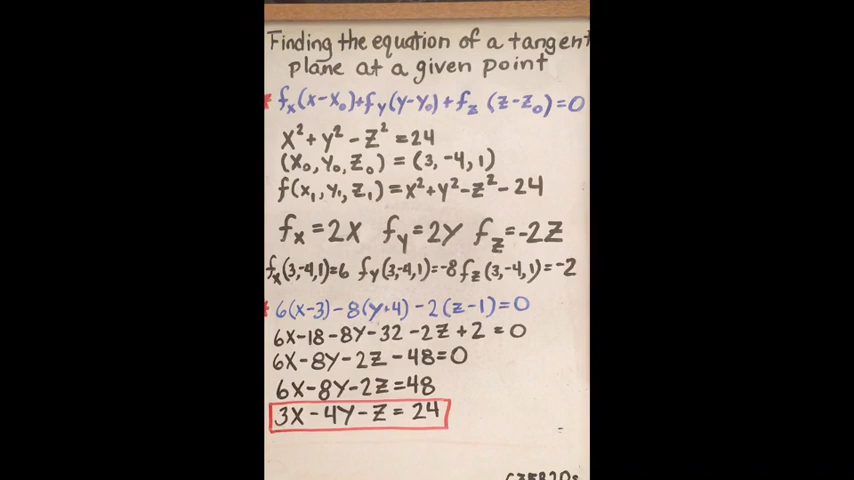 Finding the equation of a tangent
plane at a given point
* fx(x-x₀)+fy(y-y₀)+fz(z-z₀)=0
x²+y²-z²=24
(x₀,y₀,z₀)=(3,-4,1)
f(x₁,y₁,z₁)=x²+y²-z²-24
fx=2x fy=2y fz=-2z
fx(3,-4,1)=6 fy(3,-4,1)=-8 fz(3,-4,1)=-2
* 6(x-3)-8(y+4)-2(z-1)=0
6x-18-8y-32-2z+2=0
6x-8y-2z-48=0
6x-8y-2z=48
3x-4y-z=24